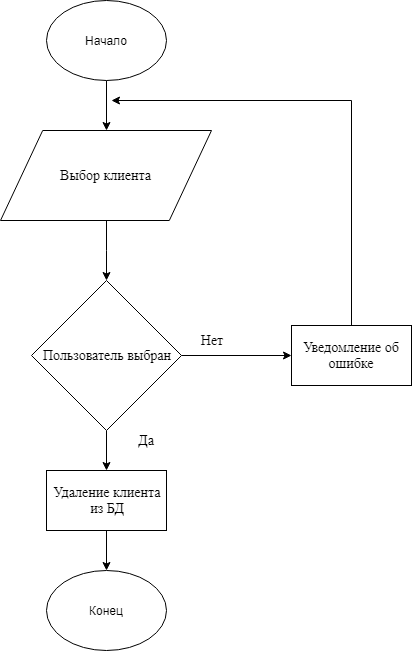 Начало
Выбор клиента
Пользователь выбран
Нет
Уведомление об
ошибке
Да
Удаление клиента
из БД
Конец